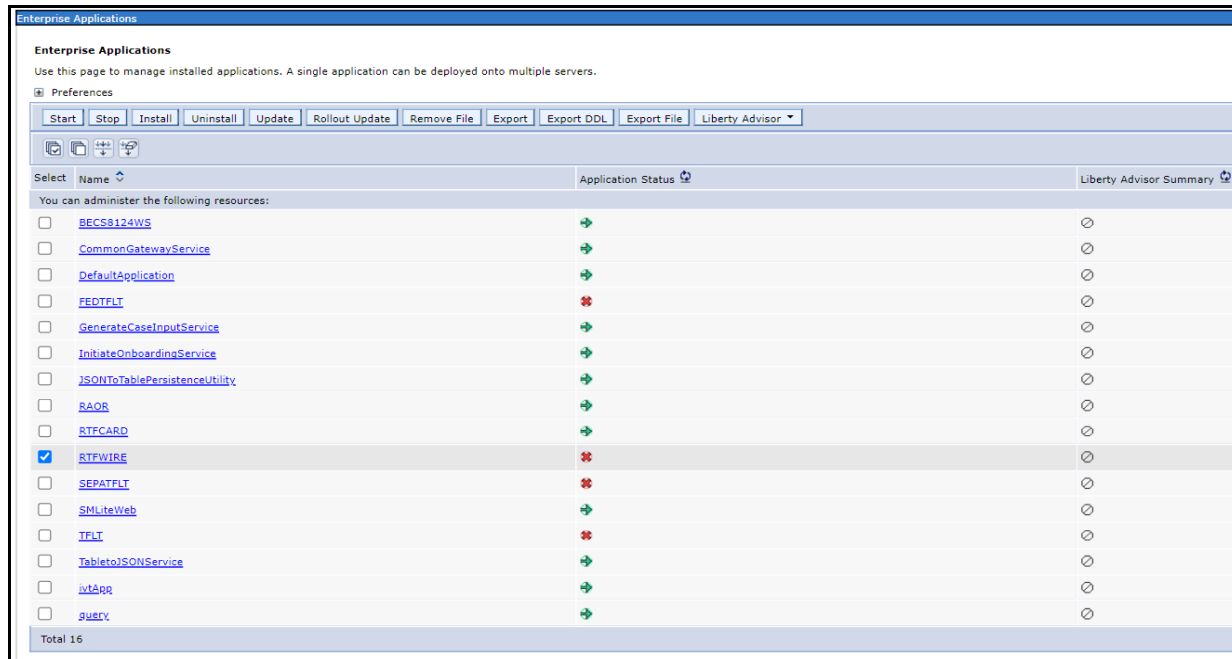 Enterprise Applications
Enterprise Applications
Use this page to manage installed applications. A single application can be deployed onto multiple servers.
Preferences
Start Stop Install Uninstall Update Rollout Update Remove File Export Export DDL Export File Liberty Advisor
Select Name Application Status Liberty Advisor Summary
You can administer the following resources:
BECS8124WS
CommonGatewayService
DefaultApplication
FEDTFLT
GenerateCaseInputService
InitiateOnboardingService
JSONToTablePersistenceUtility
RAOR
RTFCARD
RTFWIRE
SEPATFLT
SMLiteWeb
TFLT
TabletoJSONService
ivtApp
query
Total 16